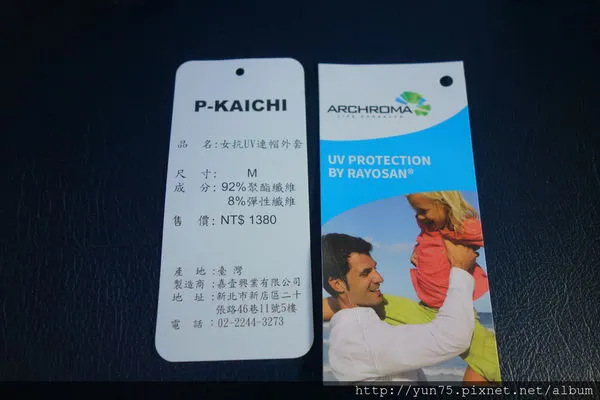 P-KAICHI
品 名:女抗UV連帽外套
尺 寸: M
成 分:92%聚酯纖維
8%彈性纖維
售 價:NT$ 1380
產 地:臺灣
製造商:嘉壹興業有限公司
地 址:新北市新店區二十
張路46巷11號5樓
電 話:02-2244-3273
ARCHROMA
LIFE ENHANCED
UV PROTECTION
BY RAYOSAN®
http://yun75.pixnet.net/album